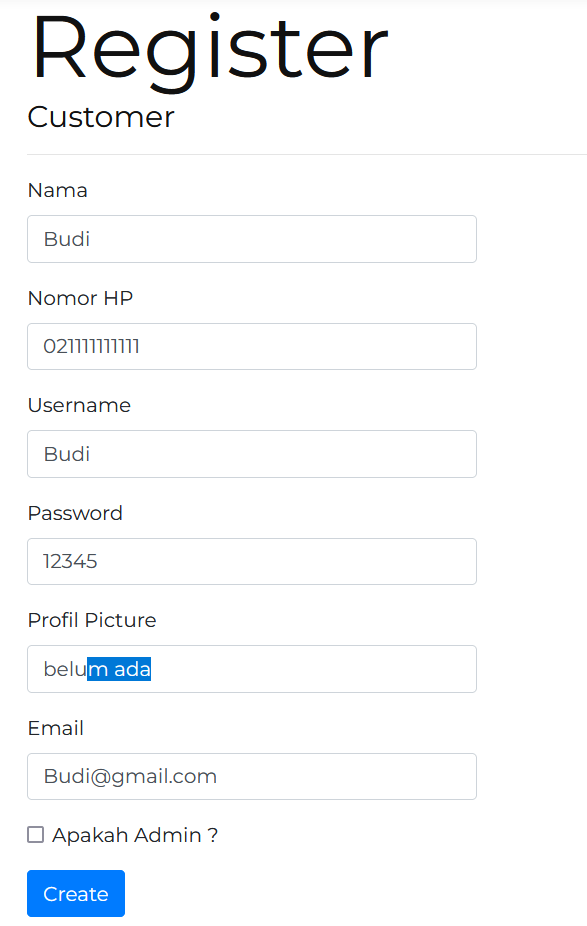 Register
Customer
Nama
Budi
Nomor HP
021111111111
Username
Budi
Password
12345
Profil Picture
belum ada
Email
Budi@gmail.com
Apakah Admin ?
Create